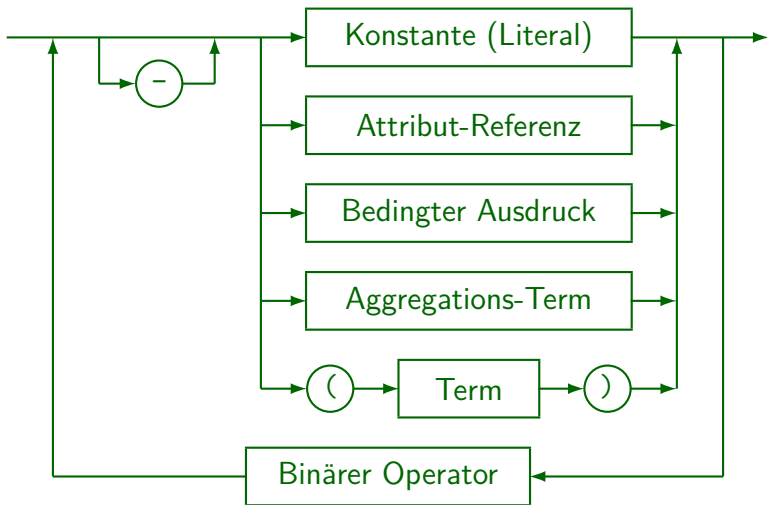 Konstante (Literal)
-
Attribut-Referenz
Bedingter Ausdruck
Aggregations-Term
( Term )
Binärer Operator